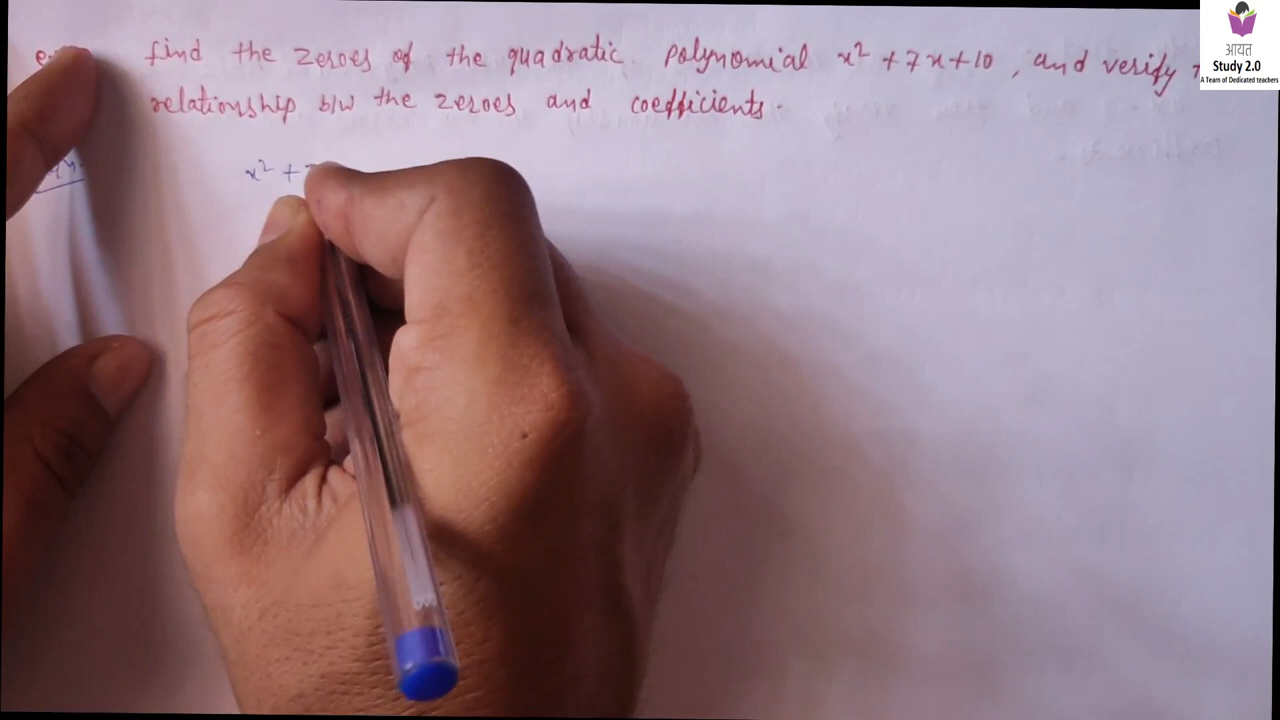 find the zeroes of the quadratic polynomial x² + 7x + 10 , and verify
relationship b/w the zeroes and coefficients.
x² +
आयत
Study 2.0
A Team of Dedicated teachers